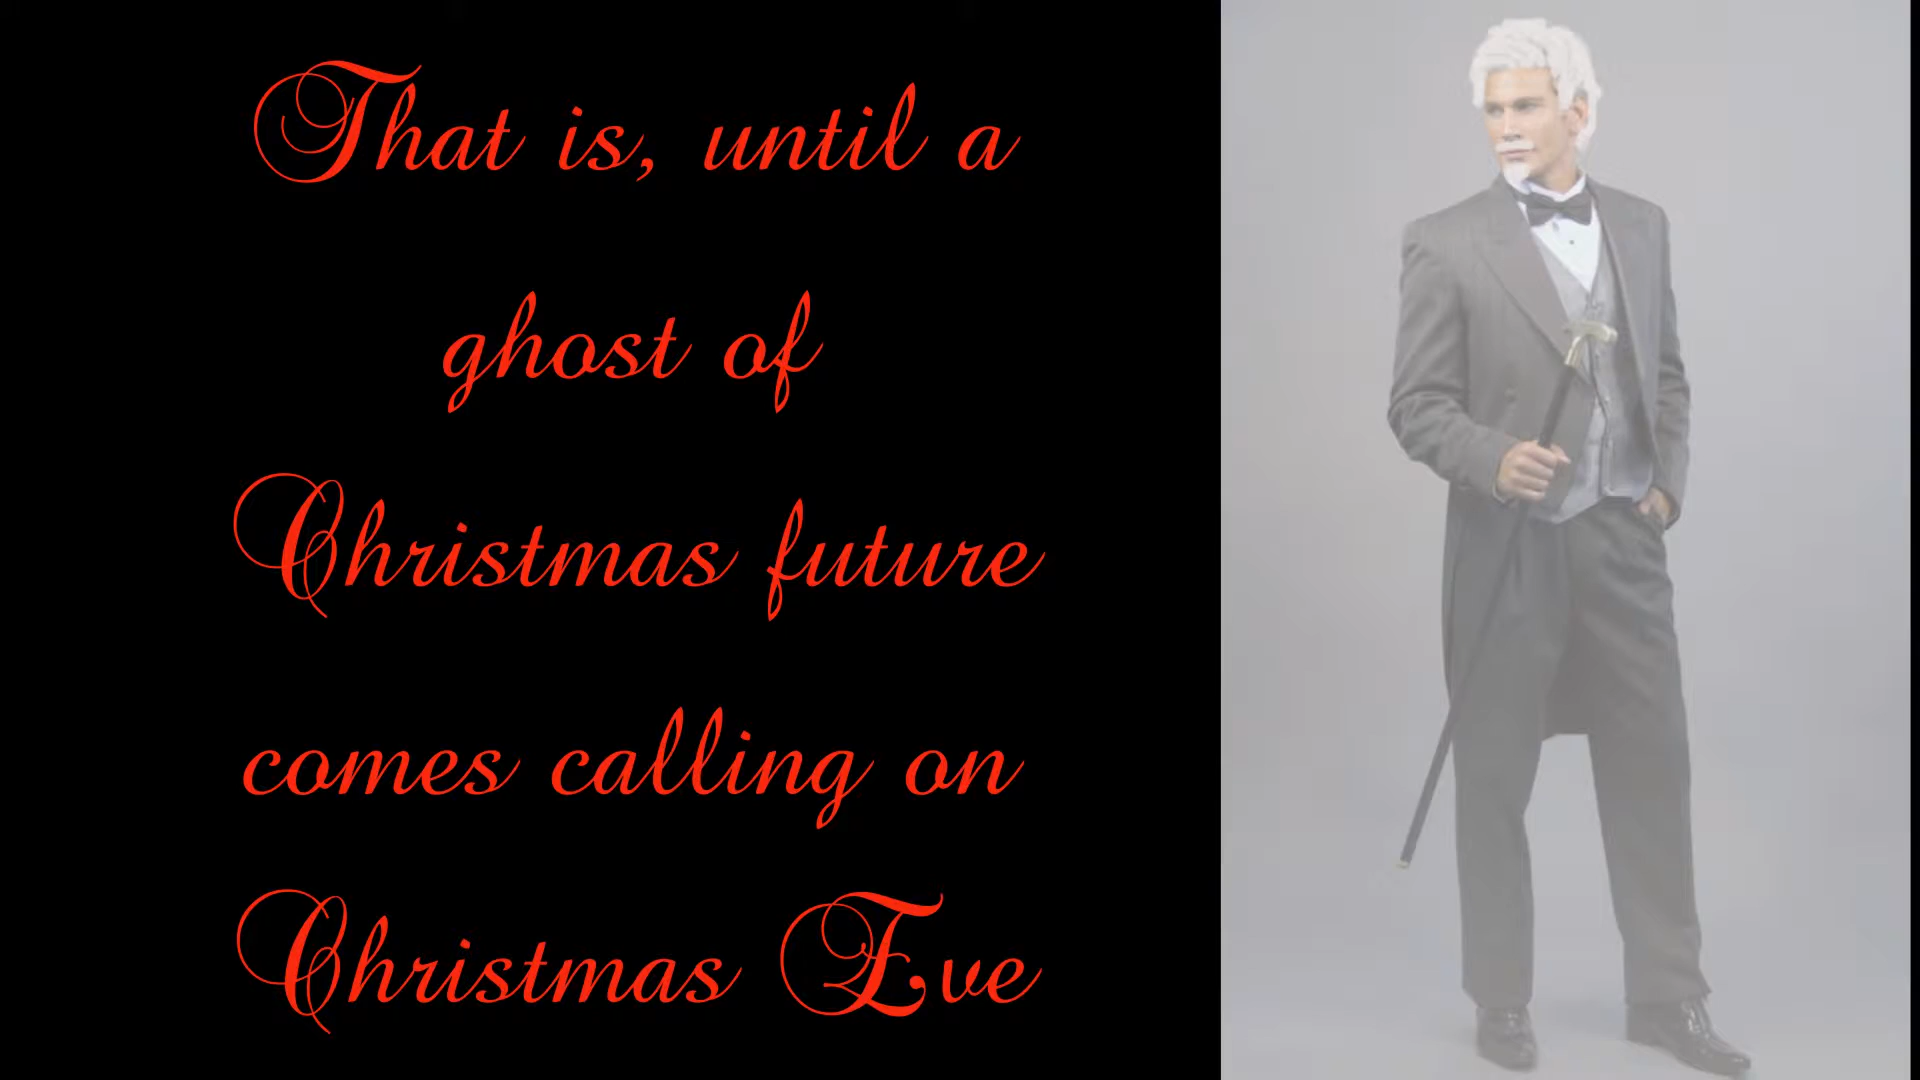 That is, until a
ghost of
Christmas future
comes calling on
Christmas Eve